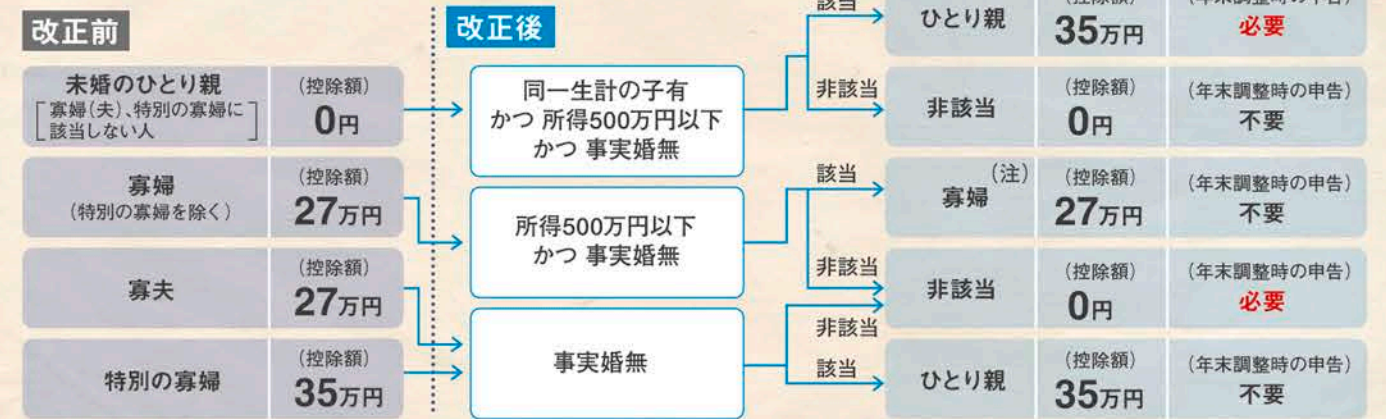 改正前
改正後
未婚のひとり親
[寡婦(夫)、特別の寡婦に
該当しない人]
(控除額)
0円
寡婦
(特別の寡婦を除く)
(控除額)
27万円
寡夫
(控除額)
27万円
特別の寡婦
(控除額)
35万円
同一生計の子有
かつ 所得500万円以下
かつ 事実婚無
所得500万円以下
かつ 事実婚無
事実婚無
該当
ひとり親
(控除額)
35万円
(年末調整時の申告)
必要
非該当
非該当
(控除額)
0円
(年末調整時の申告)
不要
該当
寡婦(注)
(控除額)
27万円
(年末調整時の申告)
不要
非該当
非該当
(控除額)
0円
(年末調整時の申告)
必要
非該当
該当
ひとり親
(控除額)
35万円
(年末調整時の申告)
不要